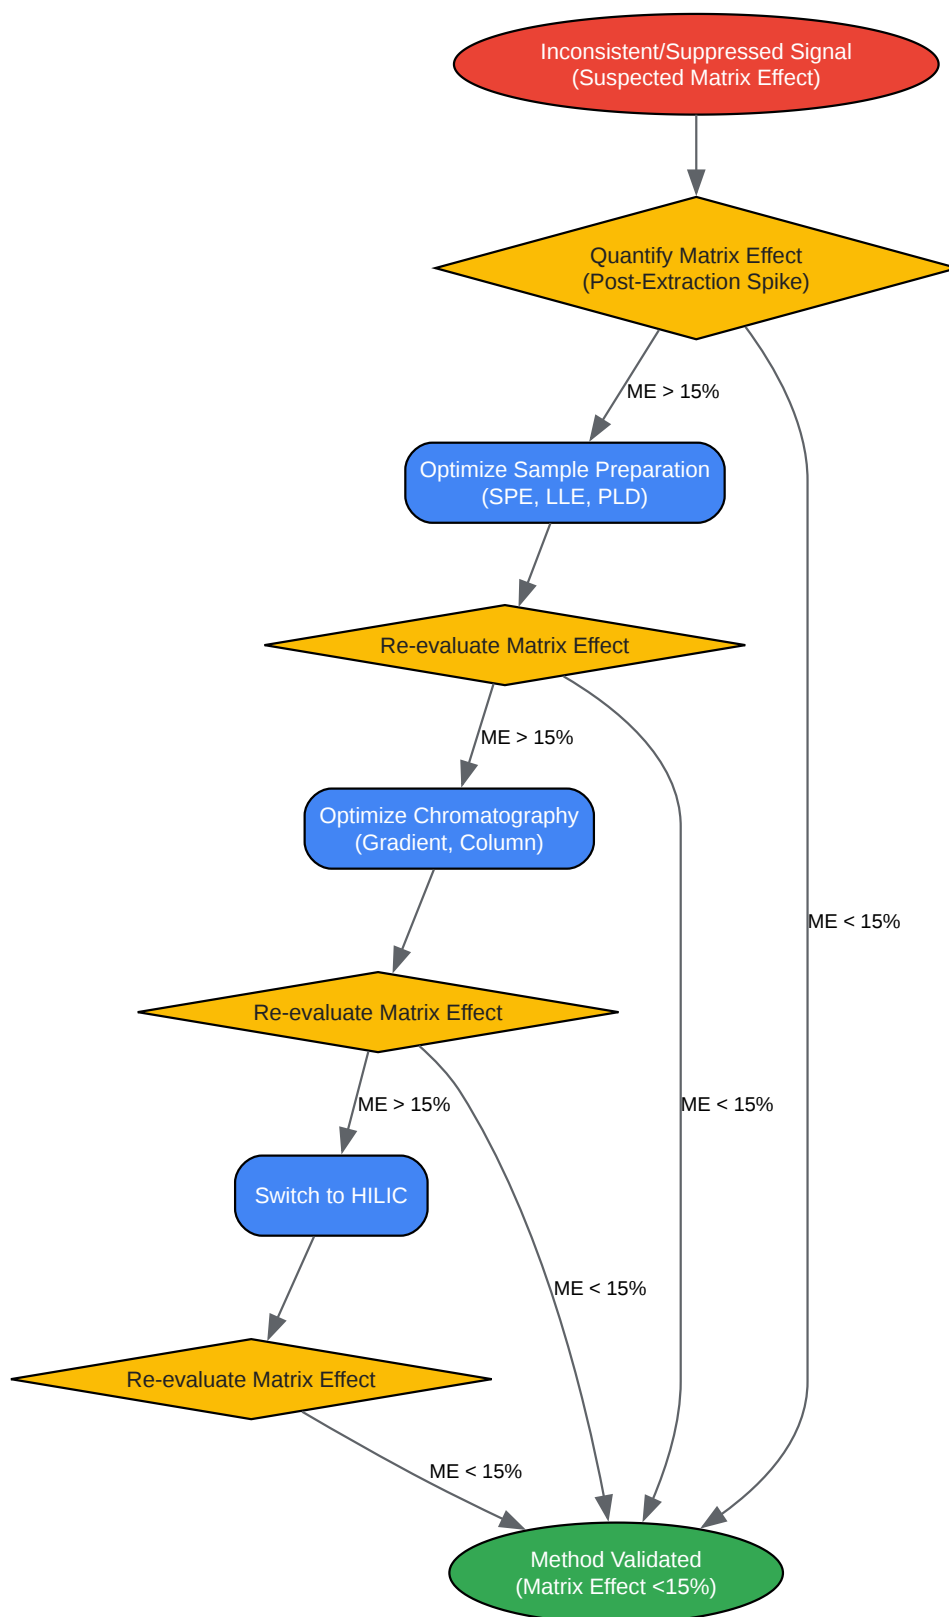 Inconsistent/Suppressed Signal
(Suspected Matrix Effect)
Quantify Matrix Effect
(Post-Extraction Spike)
ME > 15%
Optimize Sample Preparation
(SPE, LLE, PLD)
Re-evaluate Matrix Effect
ME > 15%
Optimize Chromatography
(Gradient, Column)
ME < 15%
Re-evaluate Matrix Effect
ME > 15%
ME < 15%
Switch to HILIC
ME < 15%
Re-evaluate Matrix Effect
ME < 15%
Method Validated
(Matrix Effect <15%)